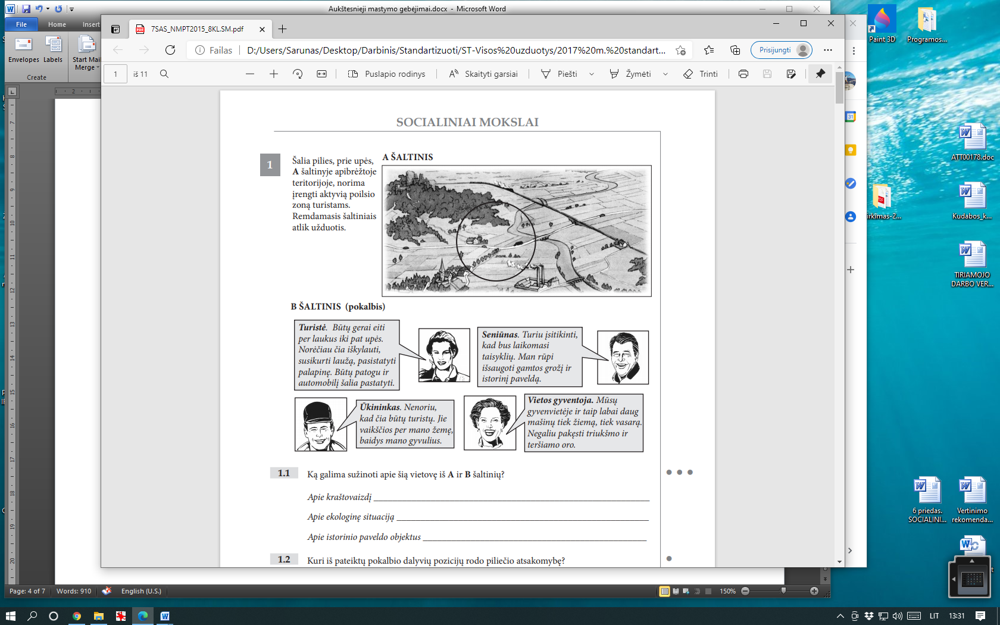 Aukštesnieji mastymo gebėjimai.docx - Microsoft Word
File
Home
Insert
Envelopes
Labels
Start Mail
Merge
Create
7SAS_NMPT2015_8KL.SM.pdf
Failas
D:/Users/Sarunas/Desktop/Darbinis/Standartizuoti/ST-Visos%20uzduotys/2017%20m.%20standart...
Prisijungti
1
iš 11
Puslapio rodinys
Skaityti garsiai
Piešti
Žymėti
Trinti
SOCIALINIAI MOKSLAI
1
Šalia pilies, prie upės,
A šaltinyje apibrėžtoje
teritorijoje, norima
įrengti aktyvią poilsio
zoną turistams.
Remdamasis šaltiniais
atlik užduotis.
A ŠALTINIS
B ŠALTINIS (pokalbis)
Turistė. Būtų gerai eiti
per laukus iki pat upės.
Norėčiau čia iškylauti,
susikurti laužą, pasistatyti
palapinę. Būtų patogu ir
automobilį šalia pastatyti.
Seniūnas. Turiu įsitikinti,
kad bus laikomasi
taisyklių. Man rūpi
išsaugoti gamtos grožį ir
istorinį paveldą.
Ūkininkas. Nenoriu,
kad čia būtų turistų. Jie
vaikščios per mano žemę,
baidys mano gyvulius.
Vietos gyventoja. Mūsų
gyvenvietėje ir taip labai daug
mašinų tiek žiemą, tiek vasarą.
Negaliu pakęsti triukšmo ir
teršiamo oro.
1.1
Ką galima sužinoti apie šią vietovę iš A ir B šaltinių?
Apie kraštovaizdį
Apie ekologinę situaciją
Apie istorinio paveldo objektus
1.2
Kuri iš pateiktų pokalbio dalyvių pozicijų rodo piliečio atsakomybę?
Page: 4 of 7
Words: 910
English (U.S.)
150%
Paint 3D
Programos...
ATT00178.doc
irkimas-2...
Kudabos_k...
TIRIAMOJO
DARBO VER...
6 priedas.
SOCIALINI...
Vertinimo
rekomenda...
31
LIT
13:31